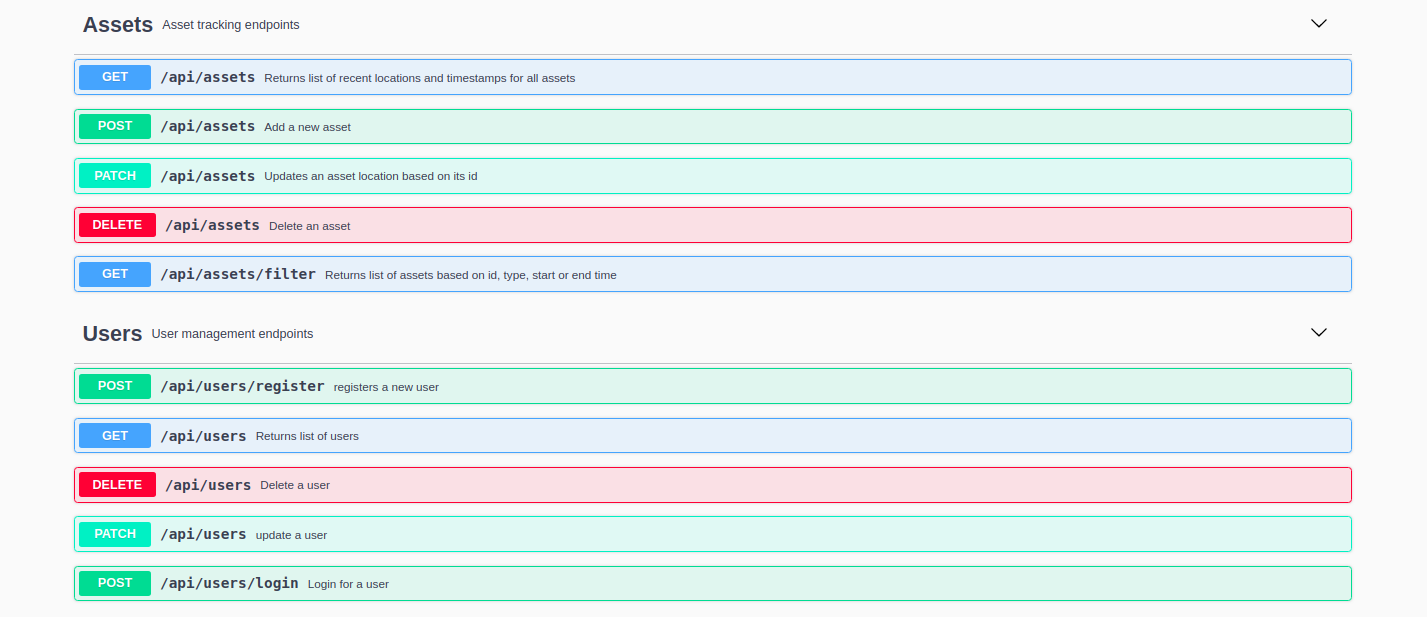 Assets Asset tracking endpoints
GET /api/assets Returns list of recent locations and timestamps for all assets
POST /api/assets Add a new asset
PATCH /api/assets Updates an asset location based on its id
DELETE /api/assets Delete an asset
GET /api/assets/filter Returns list of assets based on id, type, start or end time
Users User management endpoints
POST /api/users/register registers a new user
GET /api/users Returns list of users
DELETE /api/users Delete a user
PATCH /api/users update a user
POST /api/users/login Login for a user